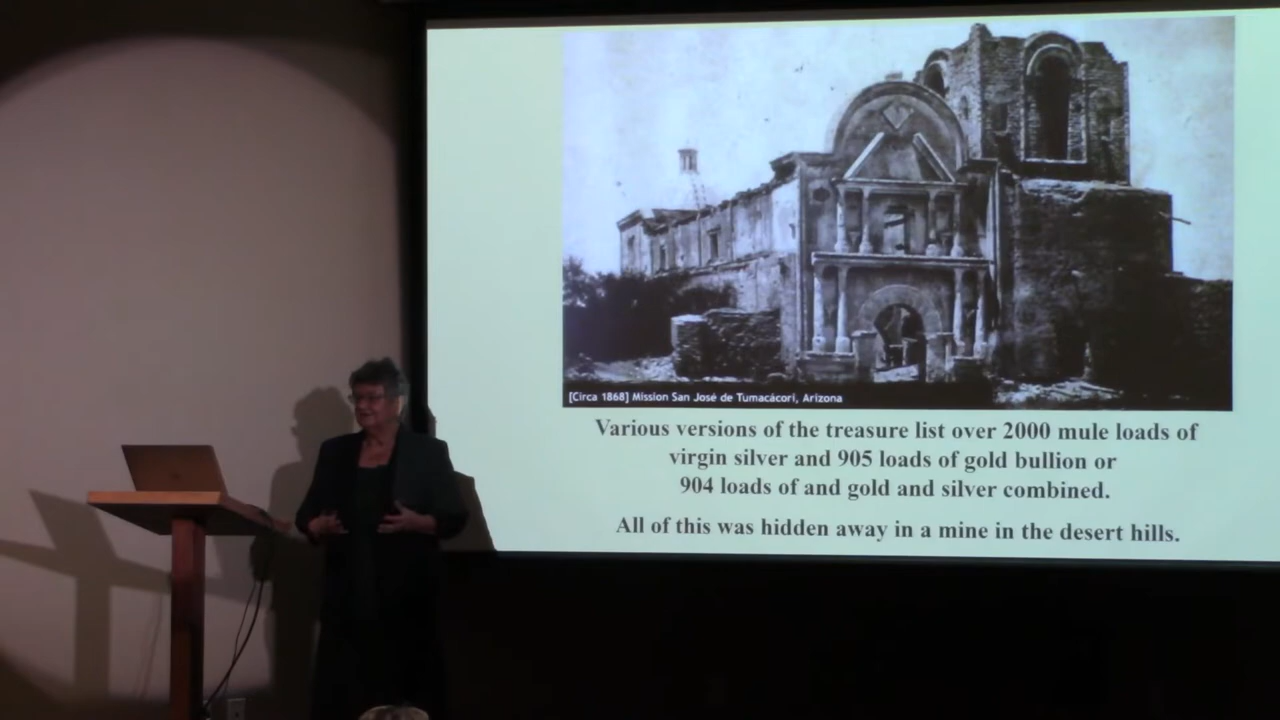 [Circa 1868] Mission San José de Tumacácori, Arizona
Various versions of the treasure list over 2000 mule loads of
virgin silver and 905 loads of gold bullion or
904 loads of and gold and silver combined.
All of this was hidden away in a mine in the desert hills.